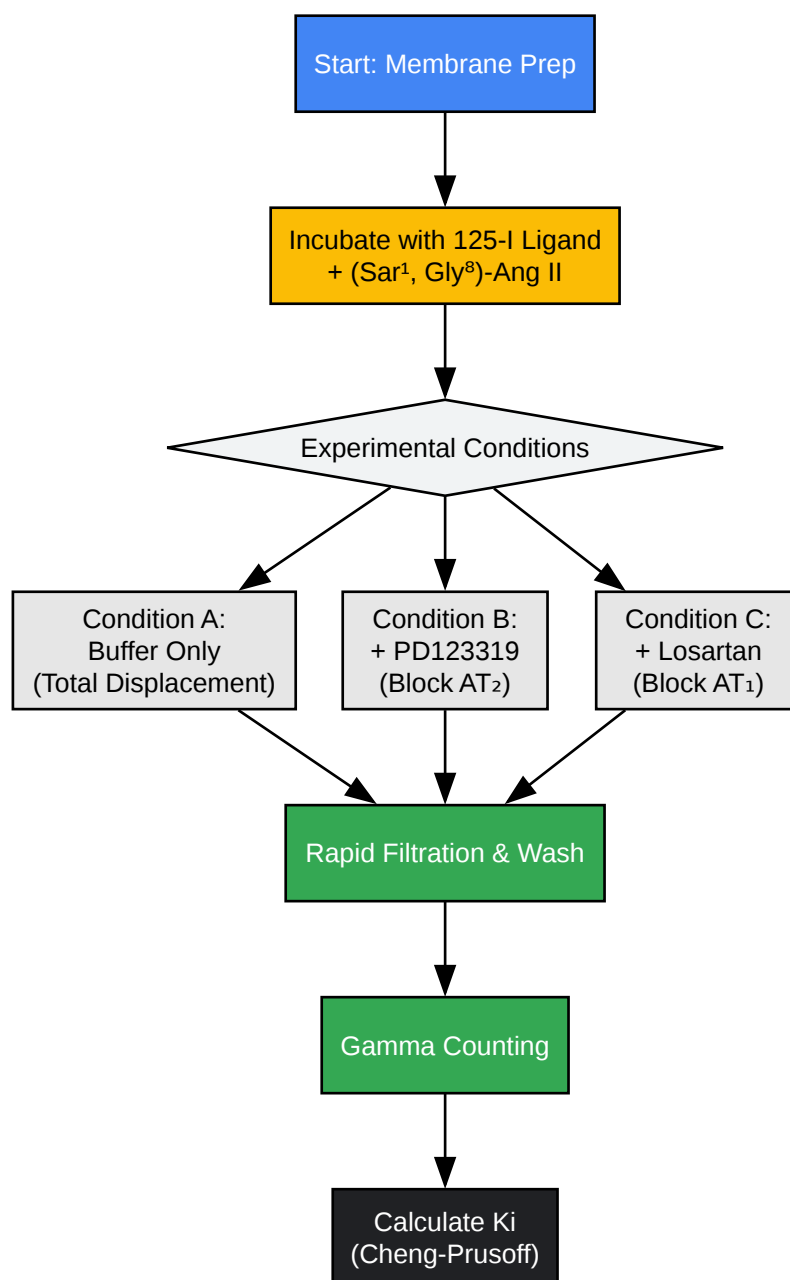 Start: Membrane Prep
Incubate with 125-I Ligand
+ (Sar¹, Gly⁸)-Ang II
Experimental Conditions
Condition A:
Buffer Only
(Total Displacement)
Condition B:
+ PD123319
(Block AT₂)
Condition C:
+ Losartan
(Block AT₁)
Rapid Filtration & Wash
Gamma Counting
Calculate Ki
(Cheng-Prusoff)